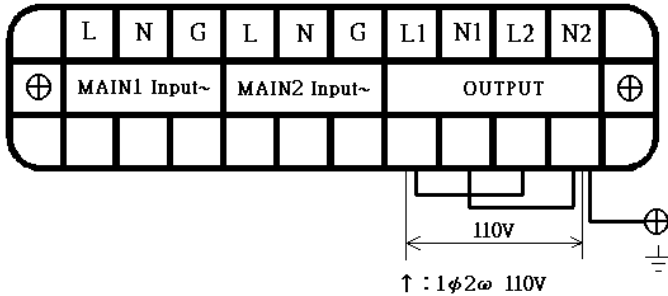 L N G L N G L1 N1 L2 N2
MAIN1 Input~ MAIN2 Input~ OUTPUT
110V
↑ : 1φ2ω 110V